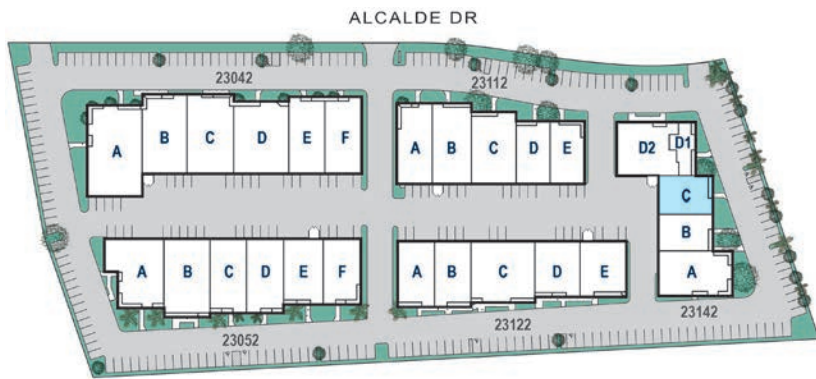 ALCALDE DR
23042
23112
A B C D E F
A B C D E
D2 D1
C
B
A
A B C D E F
A B C D E
23052
23122
23142